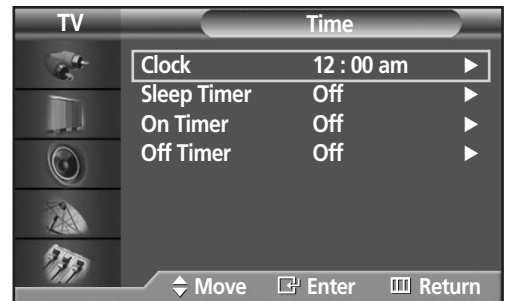 TV Time
Clock 12 : 00 am
Sleep Timer Off
On Timer Off
Off Timer Off
Move Enter Return